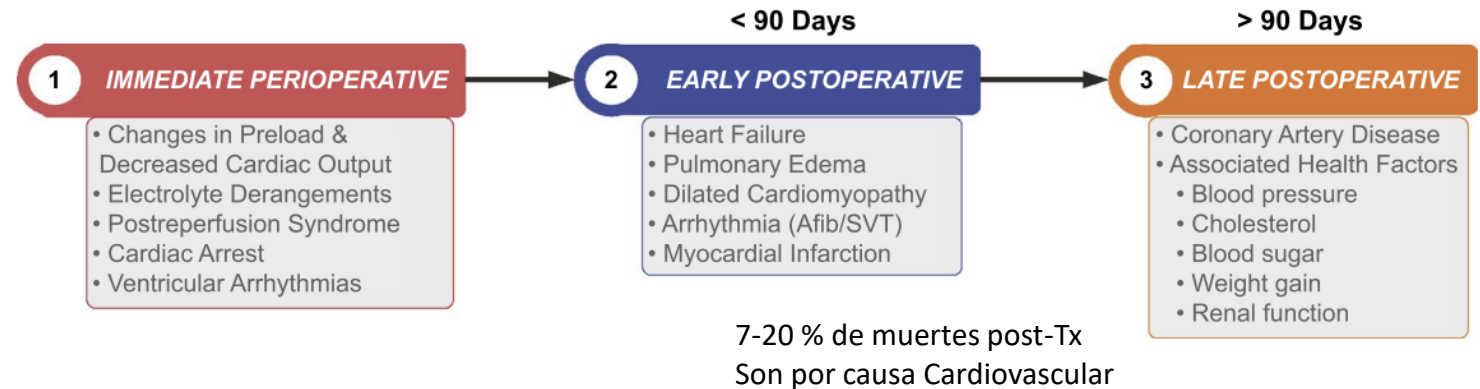 < 90 Days
> 90 Days
1 IMMEDIATE PERIOPERATIVE
• Changes in Preload &
Decreased Cardiac Output
• Electrolyte Derangements
• Postreperfusion Syndrome
• Cardiac Arrest
• Ventricular Arrhythmias
2 EARLY POSTOPERATIVE
• Heart Failure
• Pulmonary Edema
• Dilated Cardiomyopathy
• Arrhythmia (Afib/SVT)
• Myocardial Infarction
3 LATE POSTOPERATIVE
• Coronary Artery Disease
• Associated Health Factors
• Blood pressure
• Cholesterol
• Blood sugar
• Weight gain
• Renal function
7-20 % de muertes post-Tx
Son por causa Cardiovascular